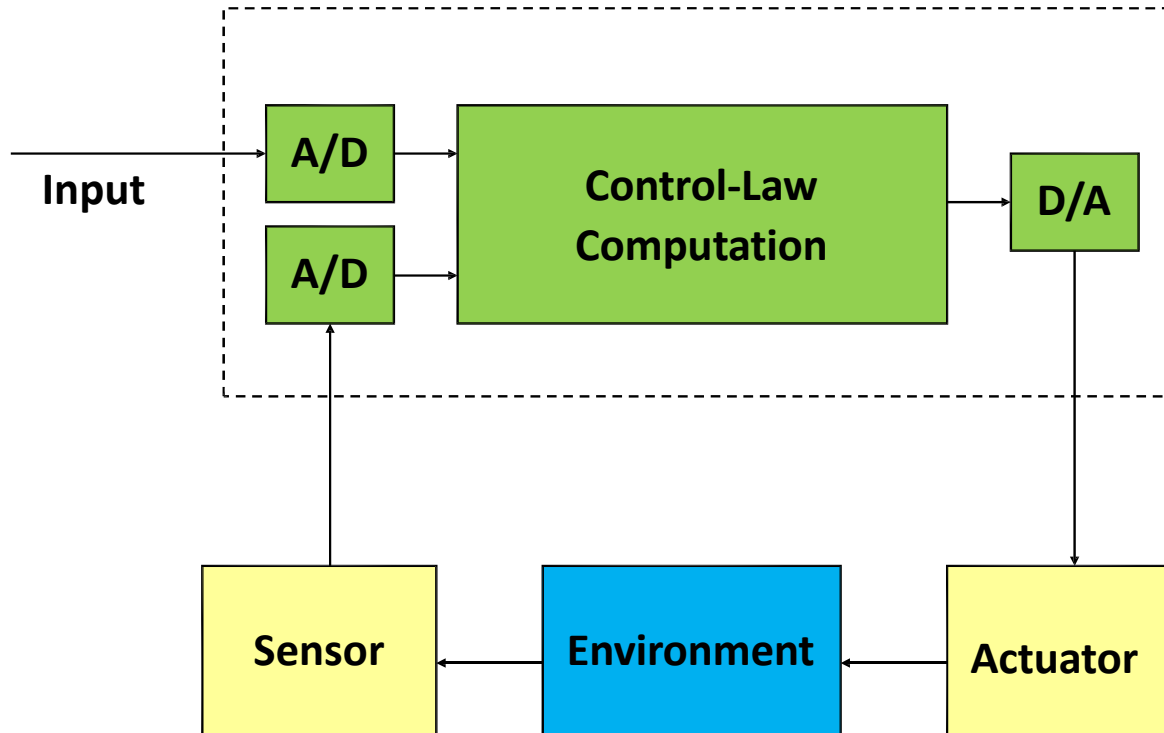 A/D
Input
Control-Law
Computation
D/A
A/D
Sensor
Environment
Actuator